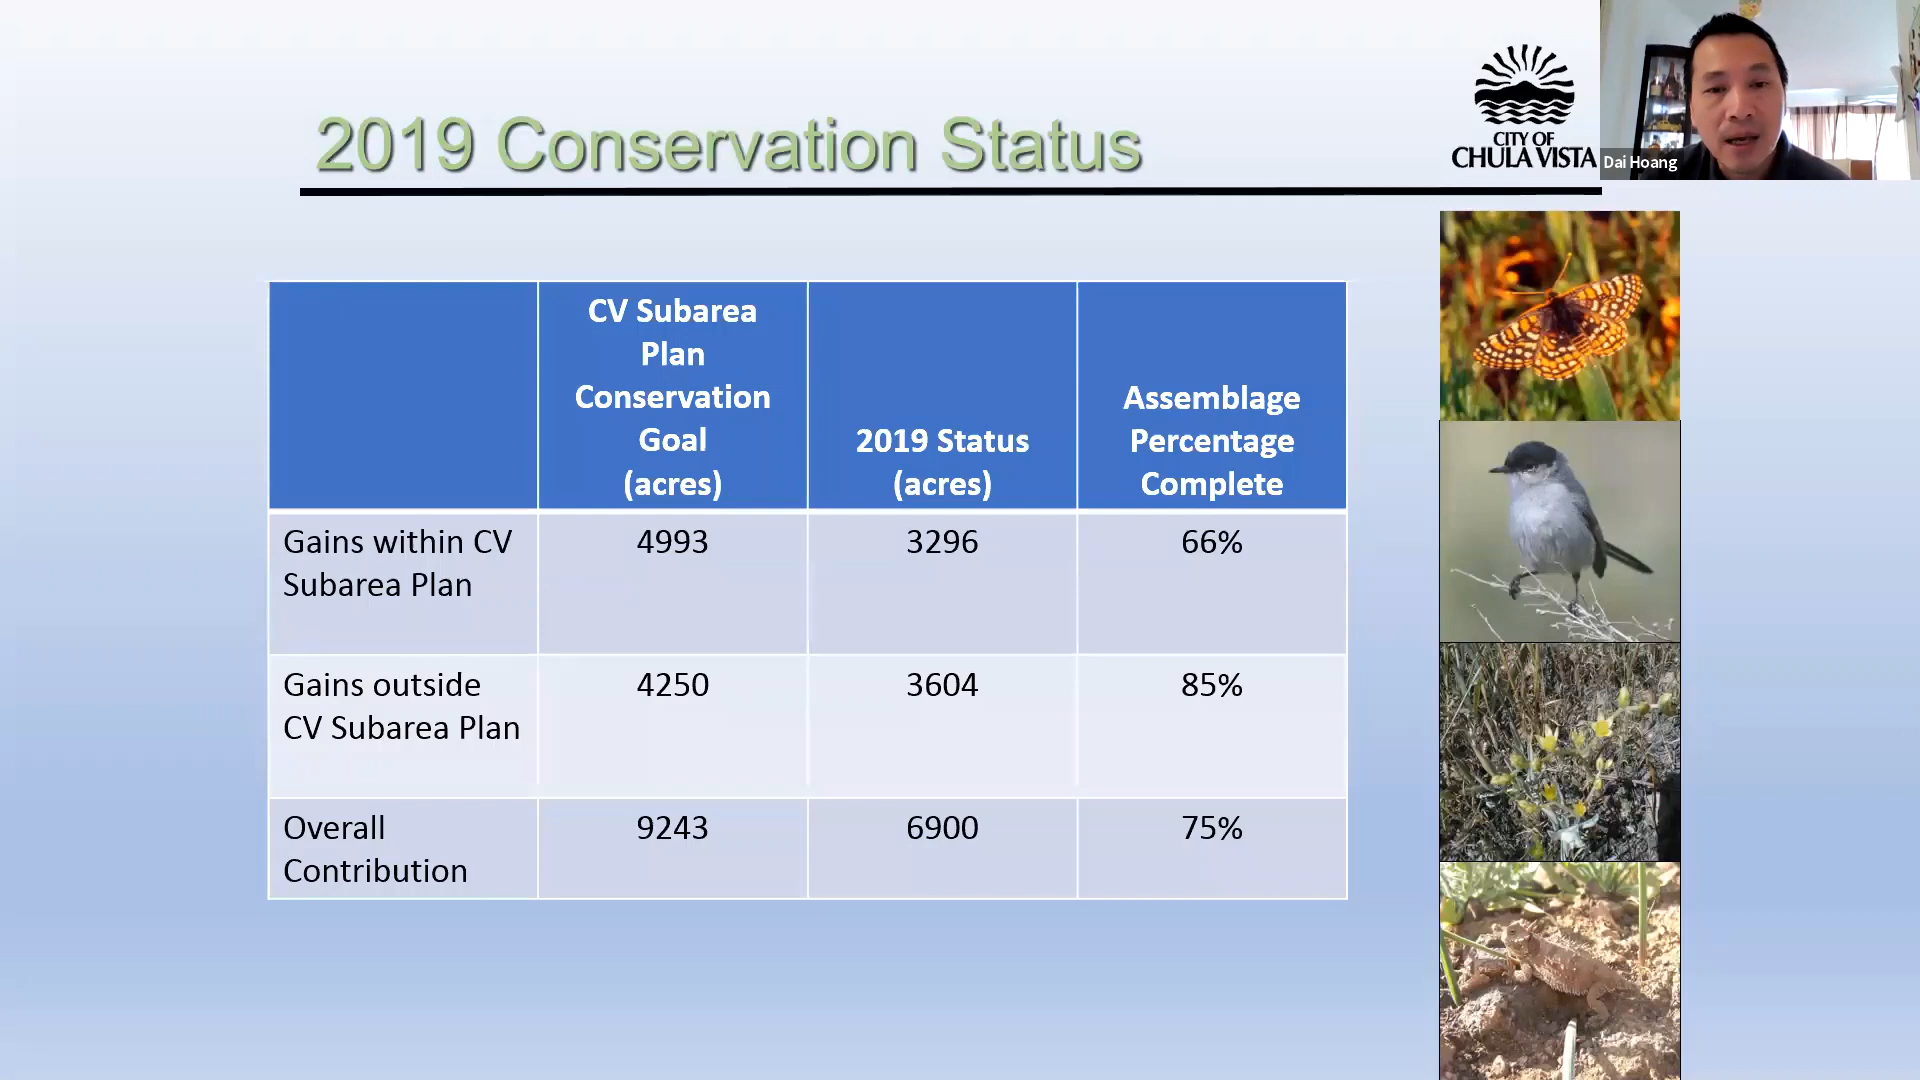 2019 Conservation Status
CITY OF
CHULA VISTA
Dai Hoang
CV Subarea
Plan
Conservation
Goal
(acres)
2019 Status
(acres)
Assemblage
Percentage
Complete
Gains within CV
Subarea Plan
4993
3296
66%
Gains outside
CV Subarea Plan
4250
3604
85%
Overall
Contribution
9243
6900
75%